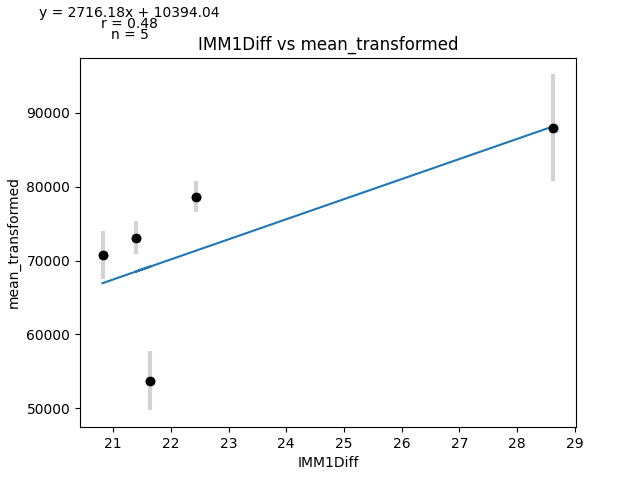 y = 2716.18x + 10394.04
r = 0.48
n = 5
IMM1Diff vs mean_transformed
mean_transformed
90000
80000
70000
60000
50000
21 22 23 24 25 26 27 28 29
IMM1Diff